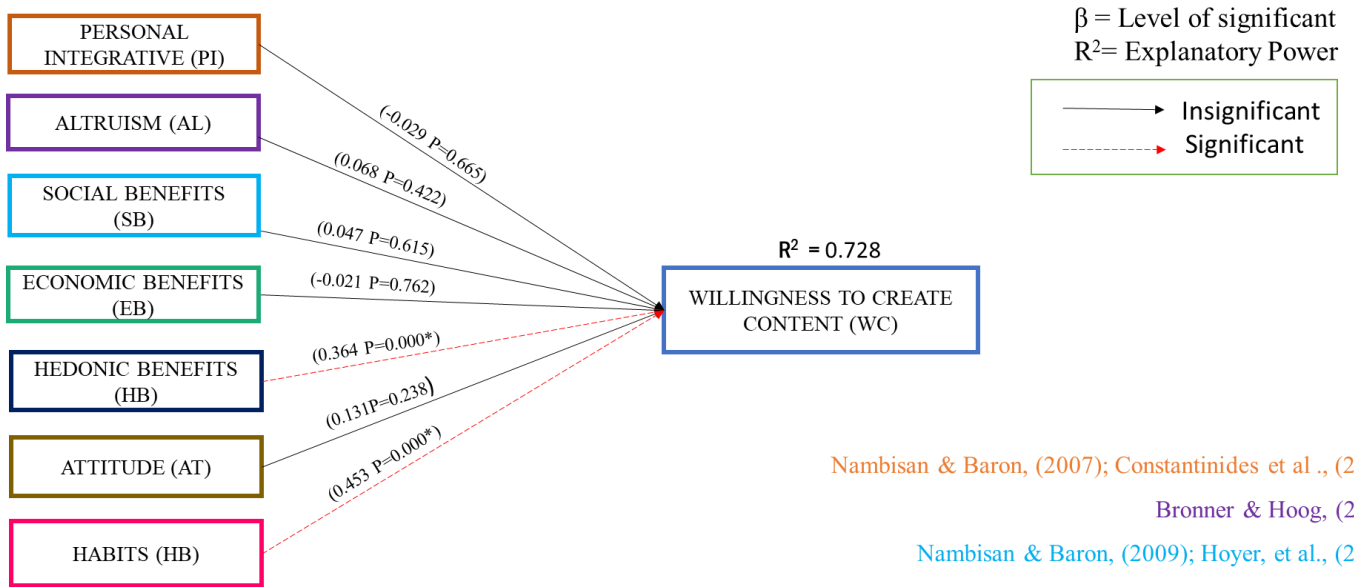 PERSONAL
INTEGRATIVE (PI)
ALTRUISM (AL)
SOCIAL BENEFITS
(SB)
ECONOMIC BENEFITS
(EB)
HEDONIC BENEFITS
(HB)
ATTITUDE (AT)
HABITS (HB)
(-0.029 P=0.665)
(0.068 P=0.422)
(0.047 P=0.615)
(-0.021 P=0.762)
(0.364 P=0.000*)
(0.131P=0.238)
(0.453 P=0.000*)
R² = 0.728
WILLINGNESS TO CREATE
CONTENT (WC)
β = Level of significant
R²= Explanatory Power
Insignificant
Significant
Nambisan & Baron, (2007); Constantinides et al ., (2
Bronner & Hoog, (2
Nambisan & Baron, (2009); Hoyer, et al., (2